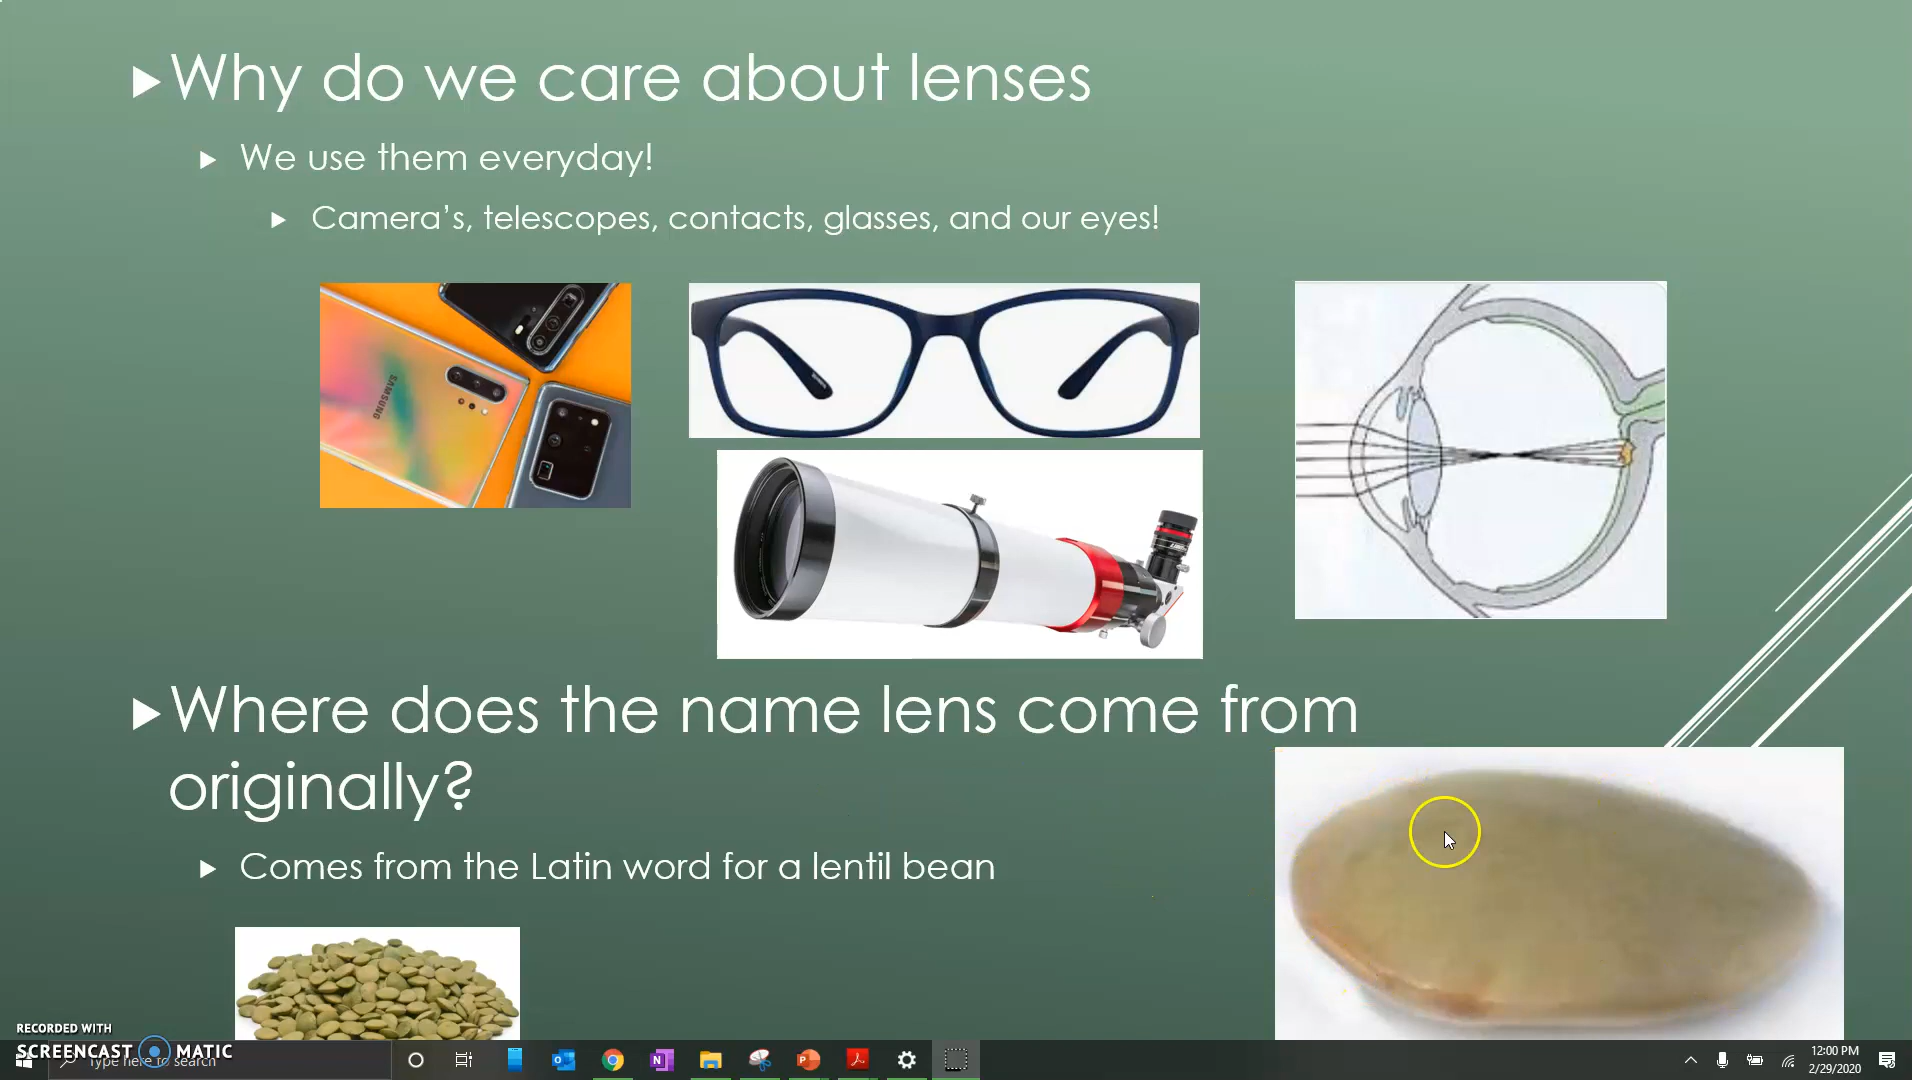 Why do we care about lenses
We use them everyday!
Camera's, telescopes, contacts, glasses, and our eyes!
SAMSUNG
Where does the name lens come from
originally?
Comes from the Latin word for a lentil bean
RECORDED WITH
SCREENCAST MATIC
Type here to search
12:00 PM
2/29/2020